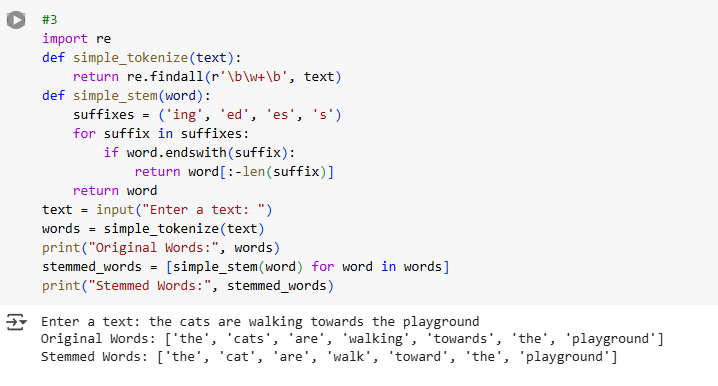 #3
import re
def simple_tokenize(text):
    return re.findall(r'\b\w+\b', text)
def simple_stem(word):
    suffixes = ('ing', 'ed', 'es', 's')
    for suffix in suffixes:
        if word.endswith(suffix):
            return word[:-len(suffix)]
    return word
text = input("Enter a text: ")
words = simple_tokenize(text)
print("Original Words:", words)
stemmed_words = [simple_stem(word) for word in words]
print("Stemmed Words:", stemmed_words)
Enter a text: the cats are walking towards the playground
Original Words: ['the', 'cats', 'are', 'walking', 'towards', 'the', 'playground']
Stemmed Words: ['the', 'cat', 'are', 'walk', 'toward', 'the', 'playground']